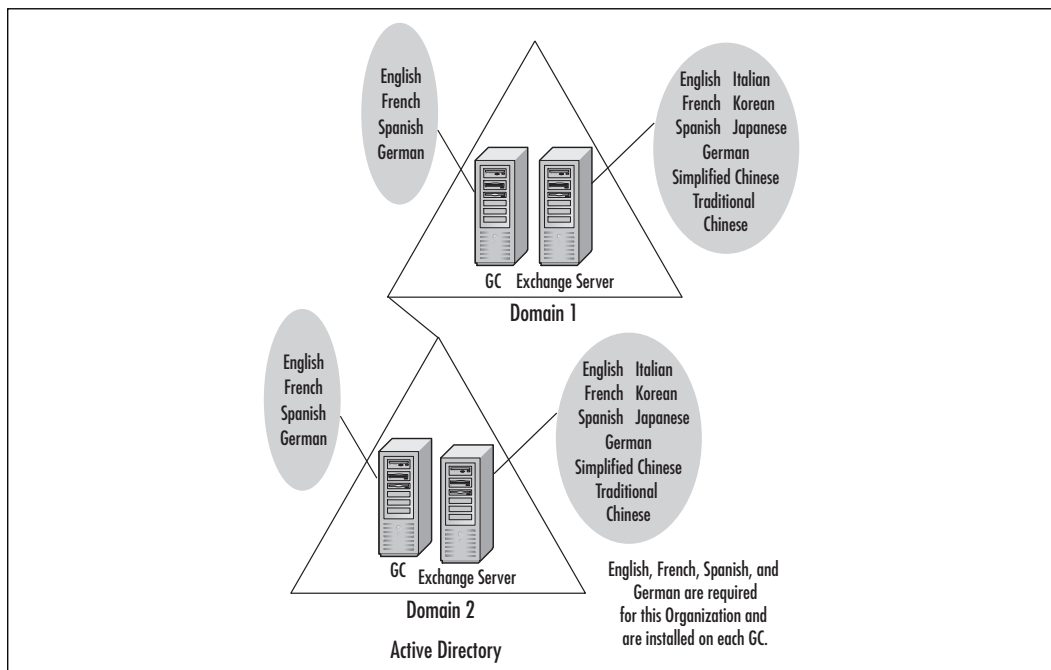 English
French
Spanish
German
English Italian
French Korean
Spanish Japanese
German
Simplified Chinese
Traditional
Chinese
GC Exchange Server
Domain 1
English
French
Spanish
German
English Italian
French Korean
Spanish Japanese
German
Simplified Chinese
Traditional
Chinese
GC Exchange Server
Domain 2
Active Directory
English, French, Spanish, and
German are required
for this Organization and
are installed on each GC.